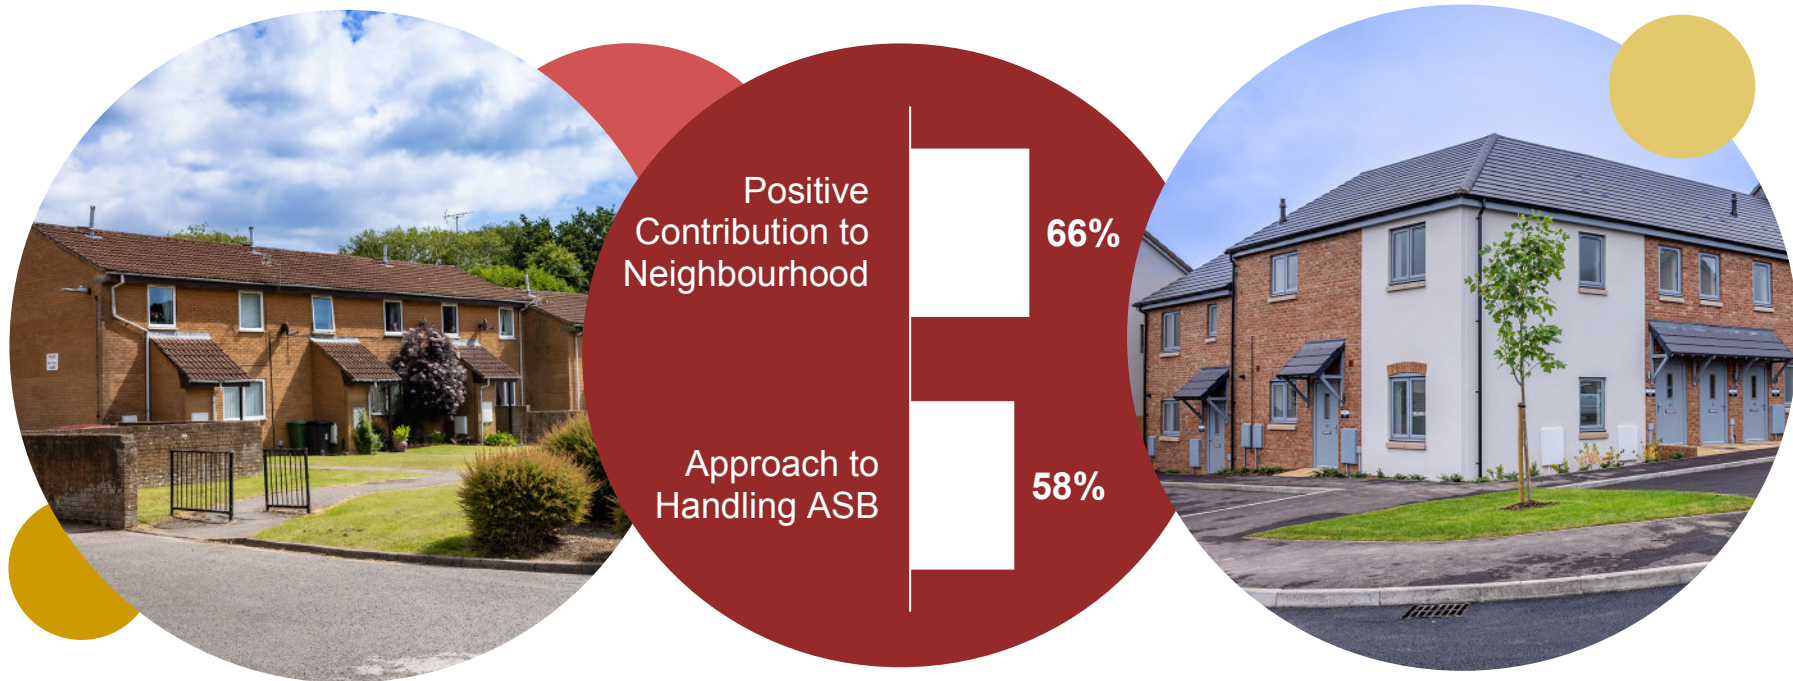 Positive
Contribution to
Neighbourhood
66%
Approach to
Handling ASB
58%